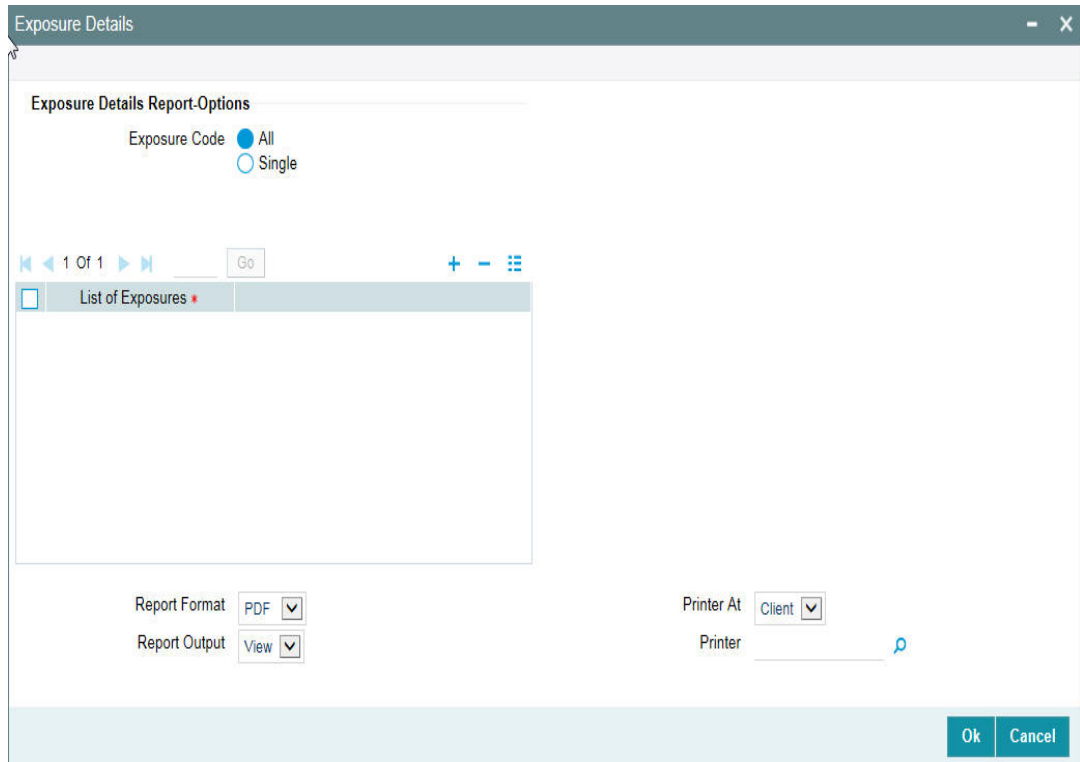 Exposure Details
Exposure Details Report-Options
Exposure Code All
Single
1 Of 1 Go
List of Exposures *
Report Format PDF
Printer At Client
Report Output View
Printer
Ok Cancel